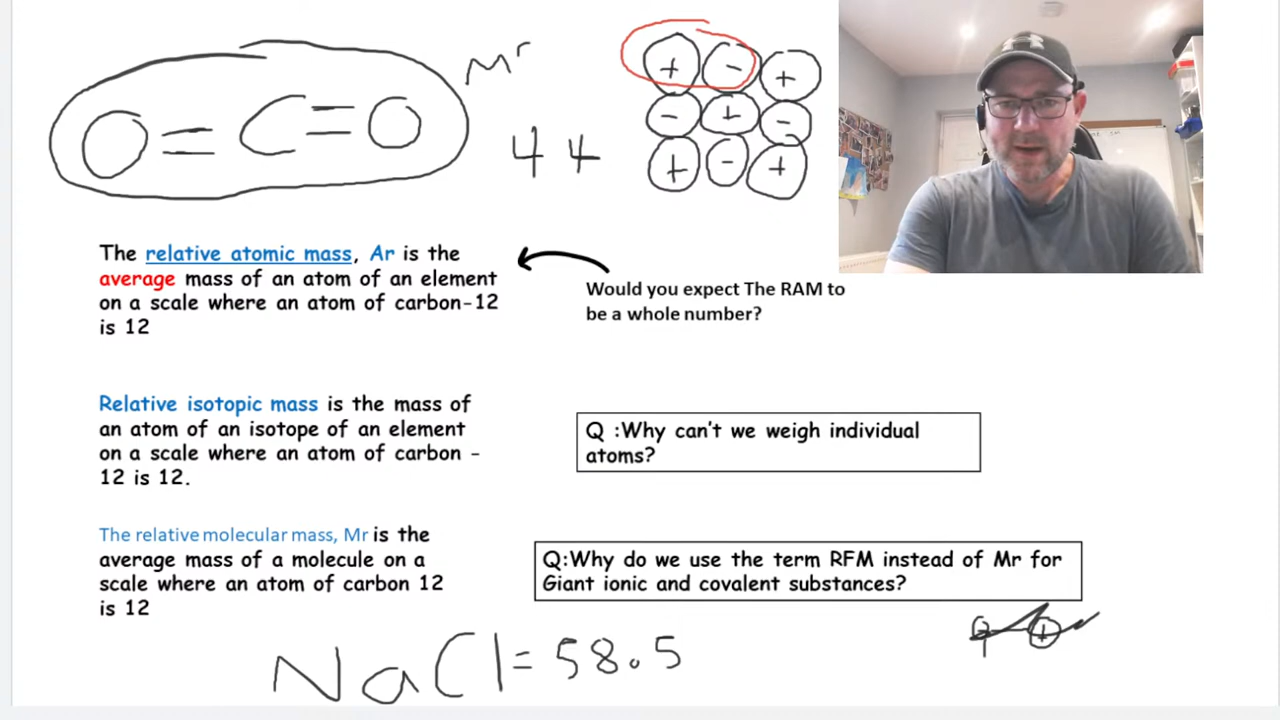 O=C=O
Mr
44
+ - +
- + -
+ - +
The relative atomic mass, Ar is the
average mass of an atom of an element
on a scale where an atom of carbon-12
is 12
Would you expect The RAM to
be a whole number?
Relative isotopic mass is the mass of
an atom of an isotope of an element
on a scale where an atom of carbon -
12 is 12.
Q :Why can't we weigh individual
atoms?
The relative molecular mass, Mr is the
average mass of a molecule on a
scale where an atom of carbon 12
is 12
Q:Why do we use the term RFM instead of Mr for
Giant ionic and covalent substances?
NaCl = 58.5